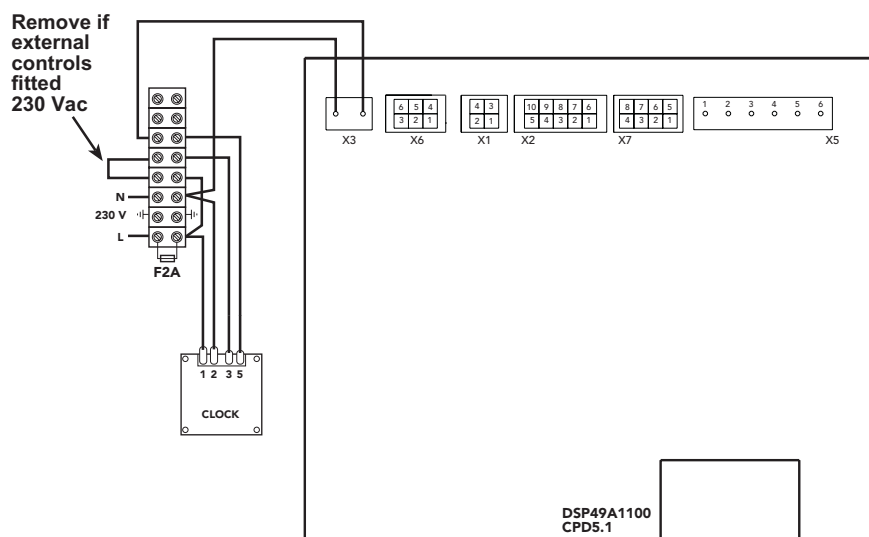 Remove if
external
controls
fitted
230 Vac
N
230 V
L
F2A
1 2 3 5
CLOCK
6 5 4
3 2 1
4 3
2 1
10 9 8 7 6
5 4 3 2 1
8 7 6 5
4 3 2 1
1 2 3 4 5 6
X3 X6 X1 X2 X7 X5
DSP49A1100
CPD5.1